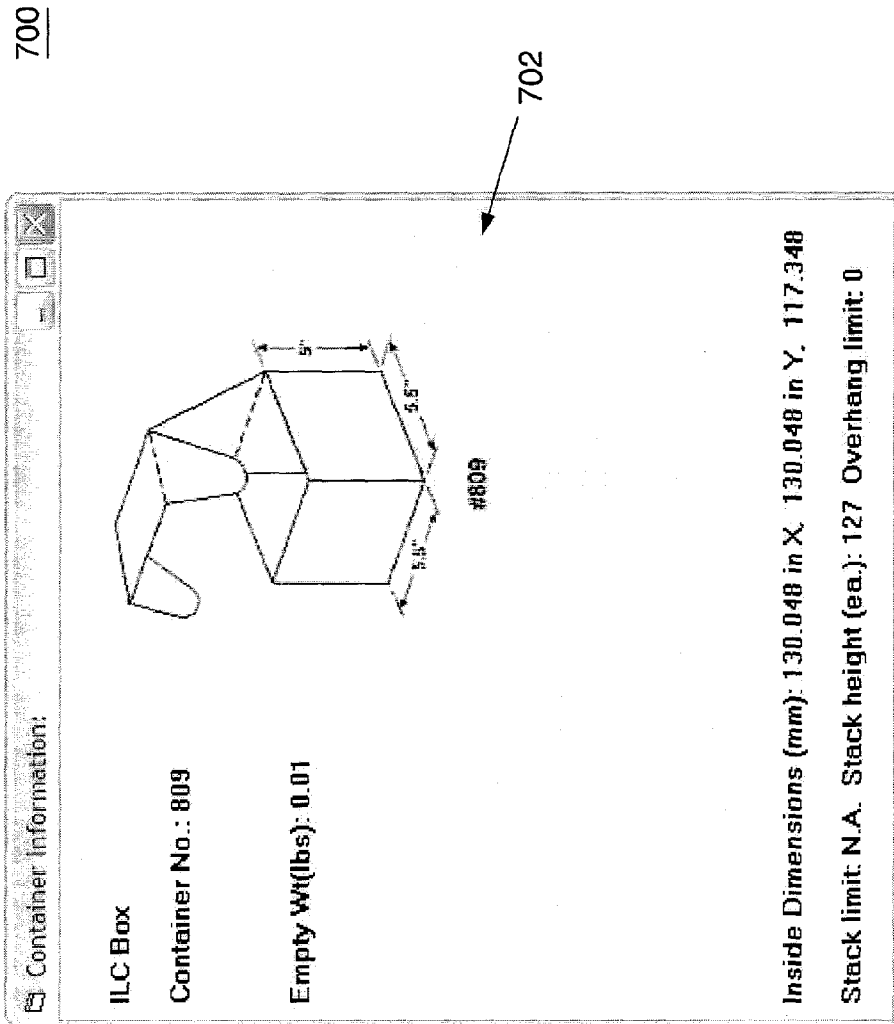 700
Container Information:
ILC Box
Container No.: 809
Empty Wt(lbs): 0.01
5"
5.5"
5.5"
#809
702
Inside Dimensions (mm): 130.048 in X, 130.048 in Y, 117.348
Stack limit: N.A. Stack height (ea.): 127 Overhang limit: 0